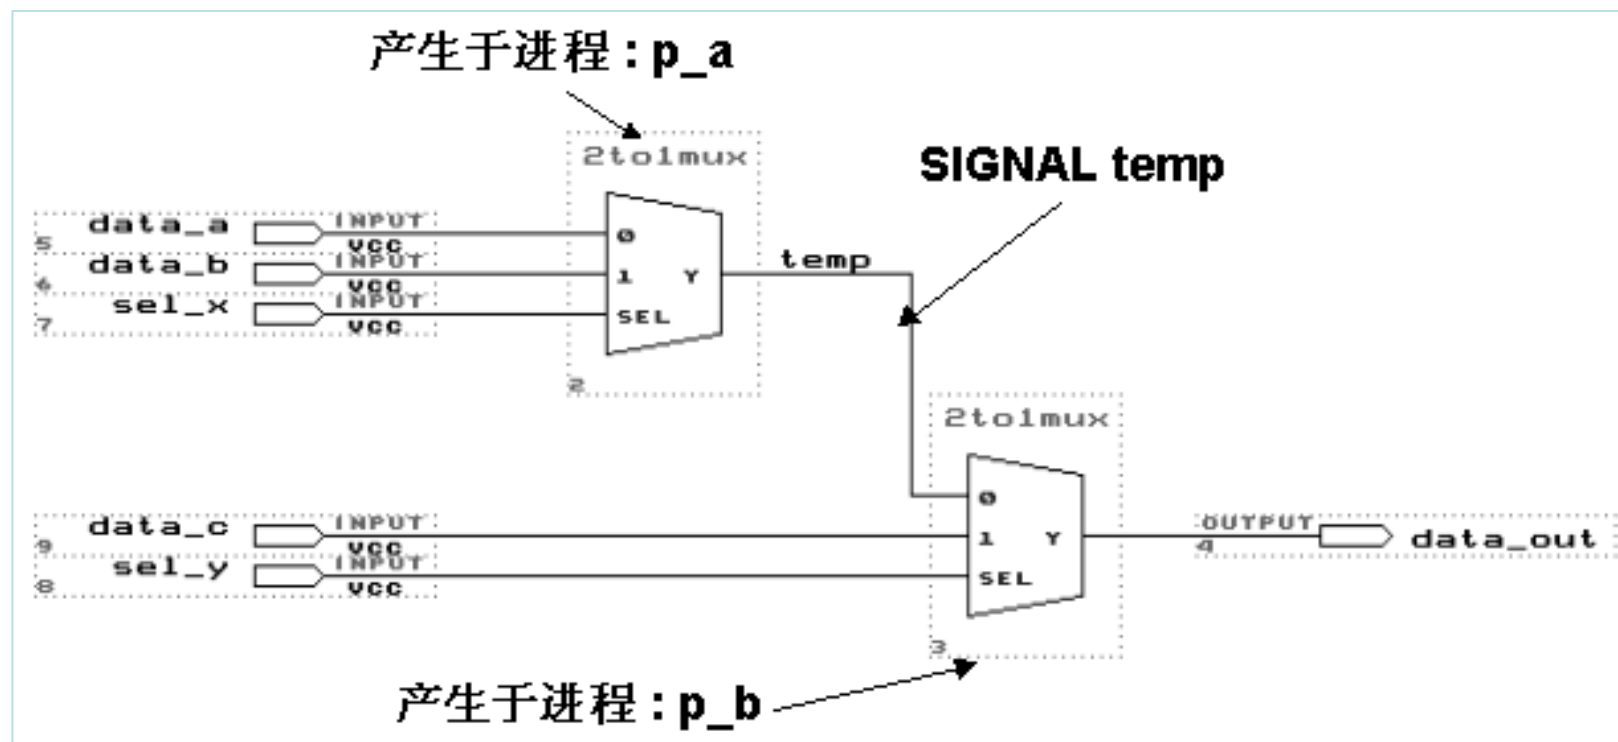 产生于进程：p_a
2to1mux
SIGNAL temp
data_a
INPUT
VCC
5
data_b
INPUT
VCC
6
sel_x
INPUT
VCC
7
0
1
Y
SEL
temp
2
2to1mux
data_c
INPUT
VCC
9
sel_y
INPUT
VCC
8
0
1
Y
SEL
OUTPUT
4
data_out
3
产生于进程：p_b